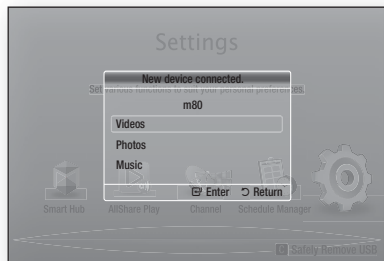 Settings
New device connected.
Set various functions to suit your personal preferences.
m80
Videos
Photos
Music
Enter Return
Smart Hub AllShare Play Channel Schedule Manager
Safely Remove USB